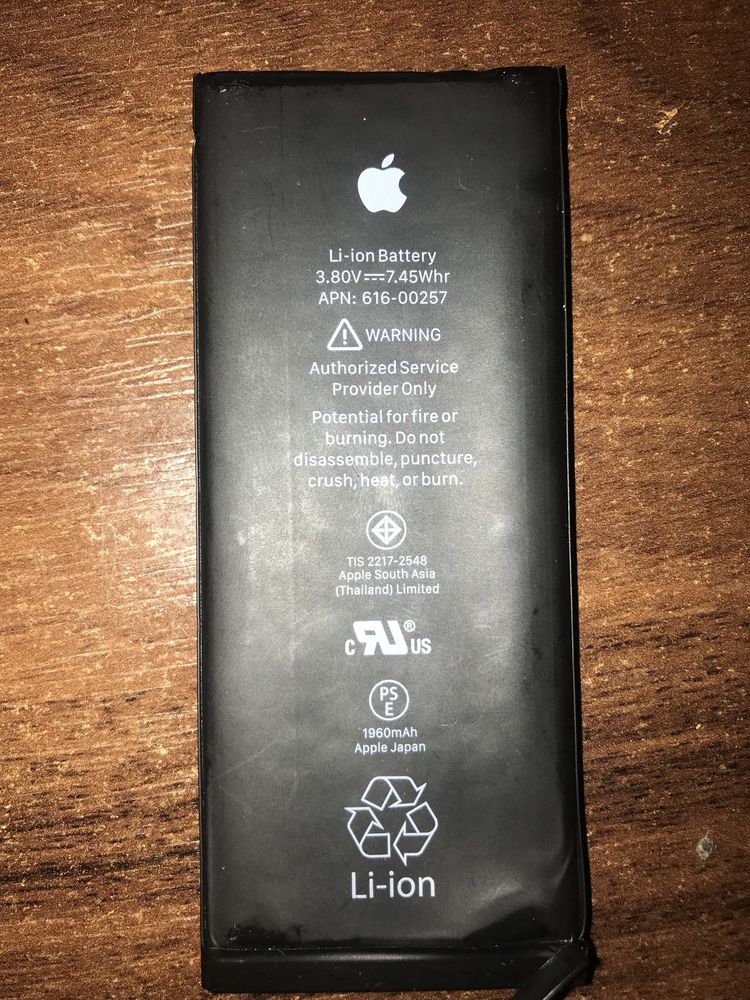 Li-ion Battery
3.80V⎓7.45Whr
APN: 616-00257
WARNING
Authorized Service
Provider Only
Potential for fire or
burning. Do not
disassemble, puncture,
crush, heat, or burn.
TIS 2217-2548
Apple South Asia
(Thailand) Limited
c RU® US
PS
E
1960mAh
Apple Japan
Li-ion